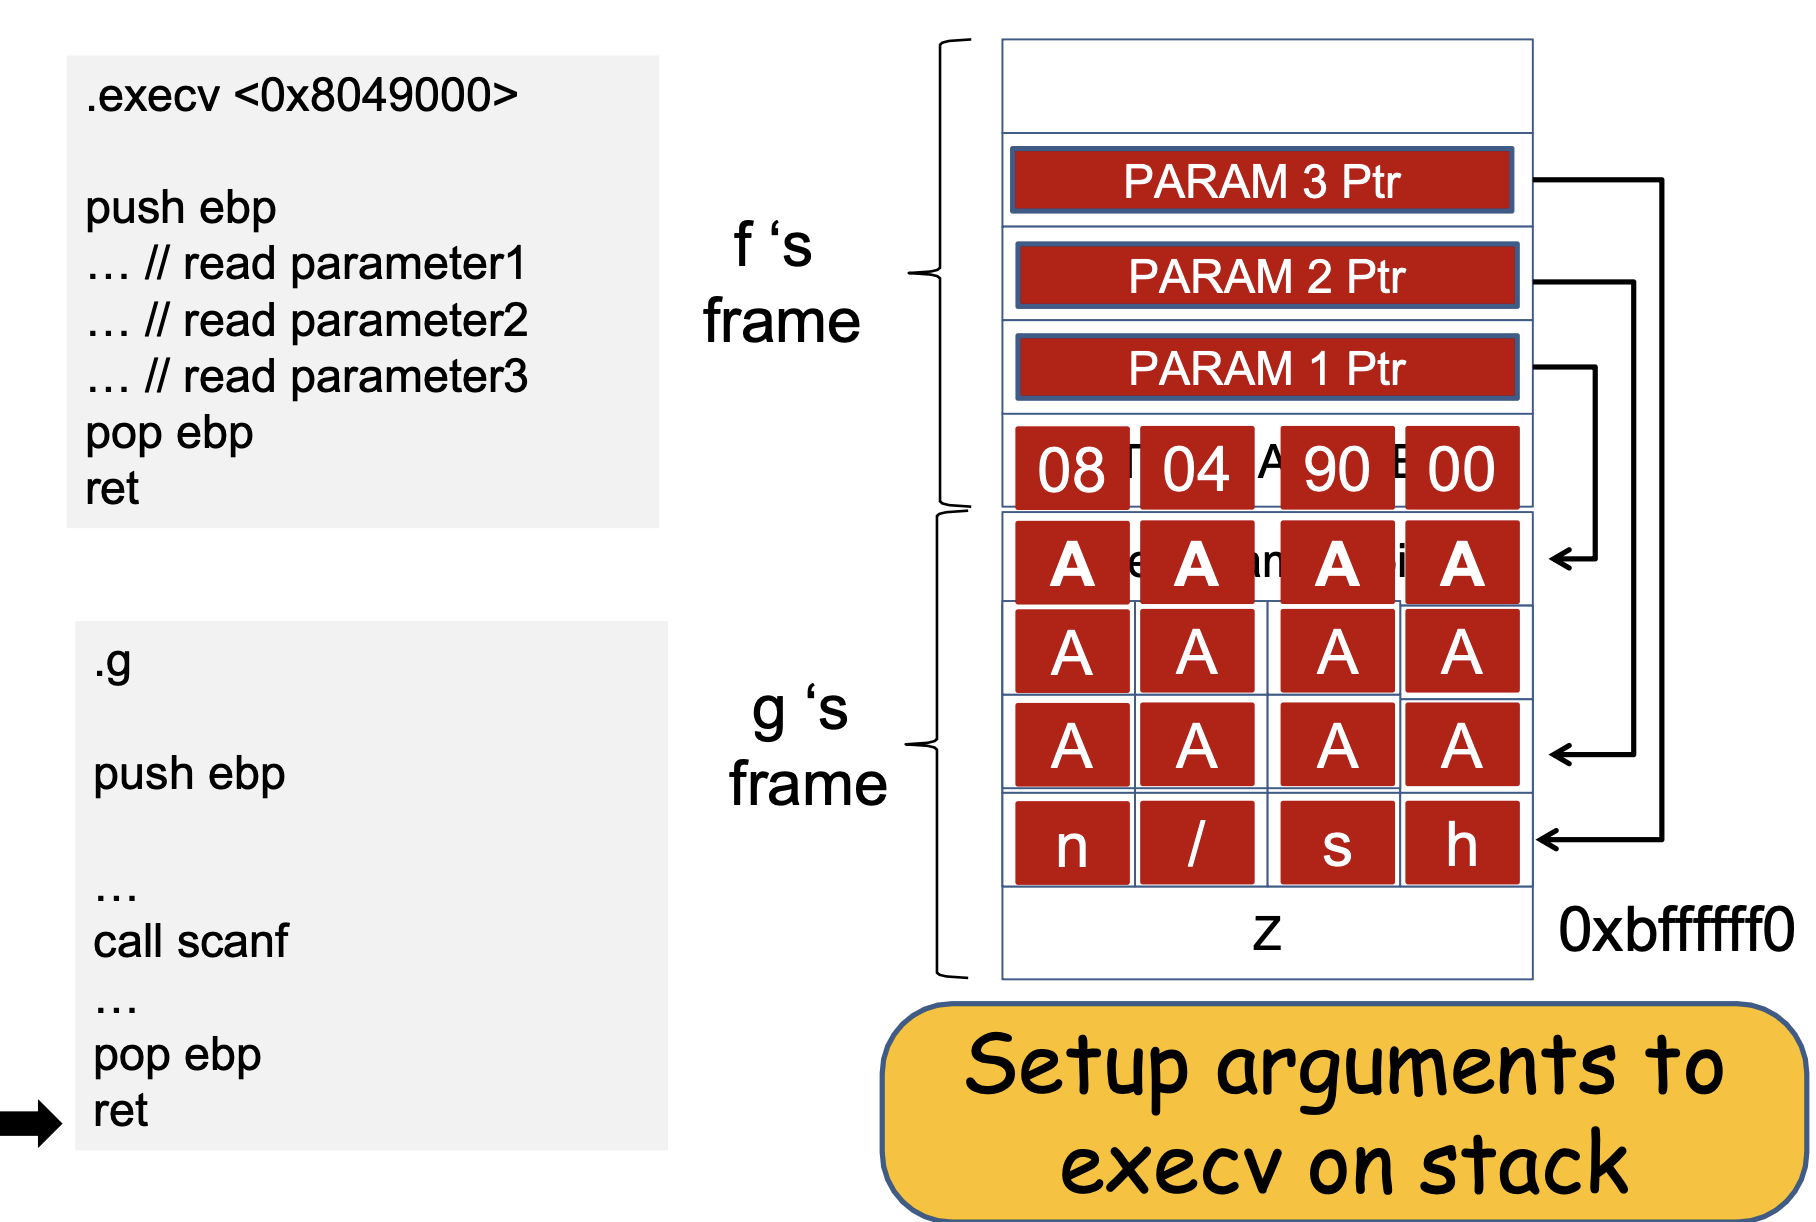 .execv <0x8049000>
push ebp
… // read parameter1
… // read parameter2
… // read parameter3
pop ebp
ret
.g
push ebp
…
call scanf
…
pop ebp
ret
f ‘s
frame
g ‘s
frame
PARAM 3 Ptr
PARAM 2 Ptr
PARAM 1 Ptr
08 04 90 00
A A A A
A A A A
A A A A
n / s h
z
0xbffffff0
Setup arguments to
execv on stack